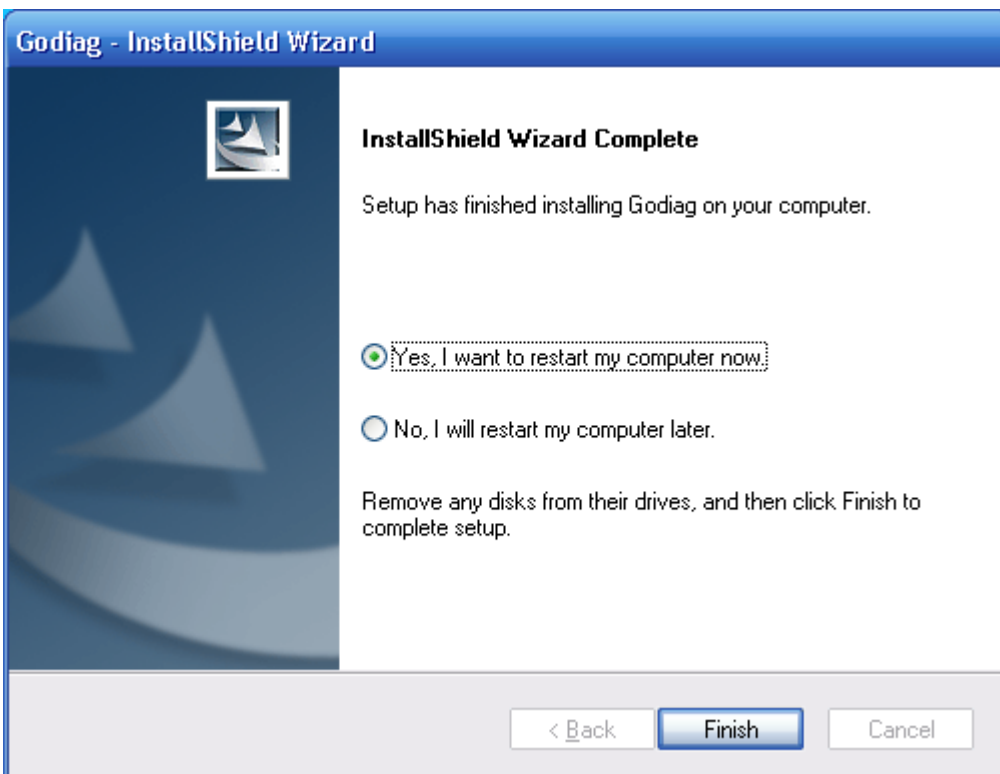 Godiag - InstallShield Wizard
InstallShield Wizard Complete
Setup has finished installing Godiag on your computer.
Yes, I want to restart my computer now.
No, I will restart my computer later.
Remove any disks from their drives, and then click Finish to
complete setup.
< Back Finish Cancel